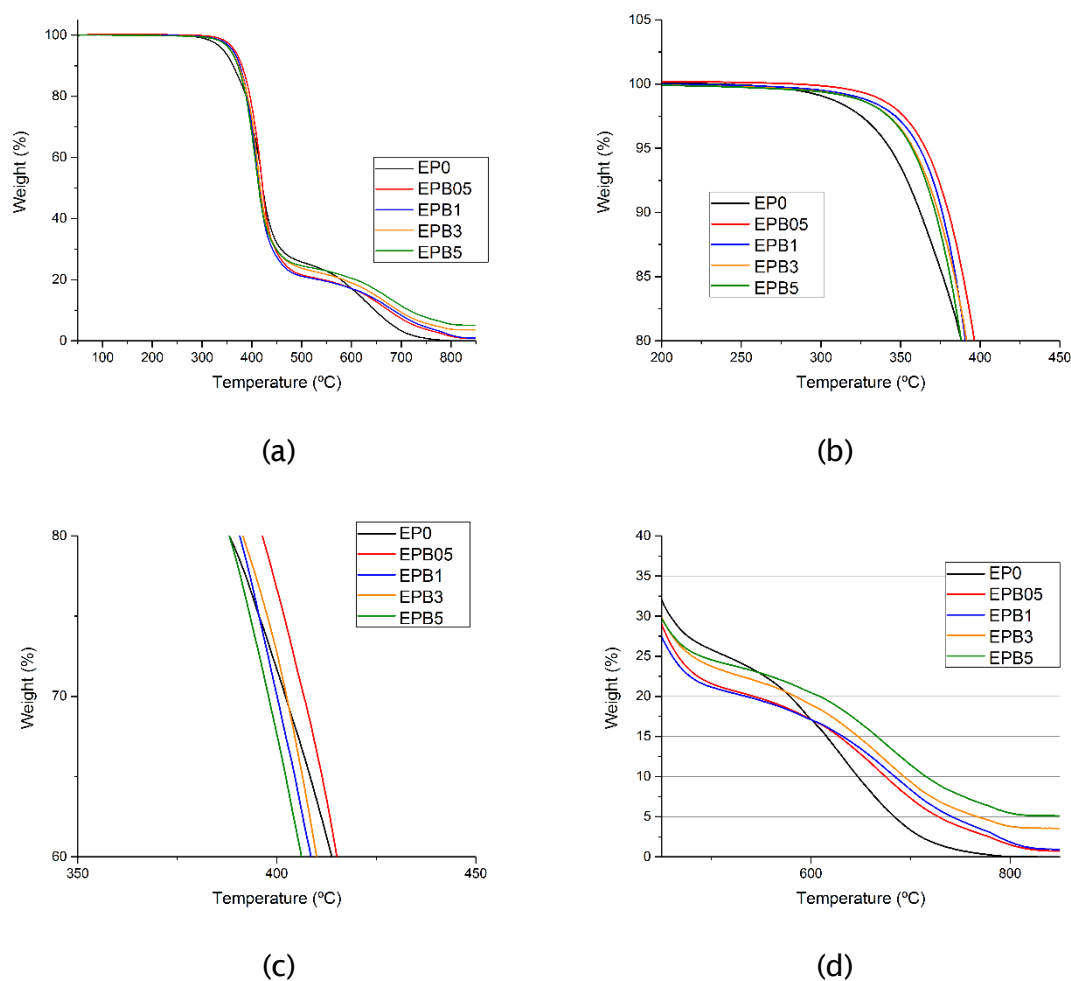 100
80
60
40
20
0
Weight (%)
EP0
EPB05
EPB1
EPB3
EPB5
100 200 300 400 500 600 700 800
Temperature (ºC)
(a)
105
100
95
90
85
80
Weight (%)
EP0
EPB05
EPB1
EPB3
EPB5
200 250 300 350 400 450
Temperature (ºC)
(b)
80
70
60
Weight (%)
EP0
EPB05
EPB1
EPB3
EPB5
350 400 450
Temperature (ºC)
(c)
40
35
30
25
20
15
10
5
0
Weight (%)
EP0
EPB05
EPB1
EPB3
EPB5
600 800
Temperature (ºC)
(d)